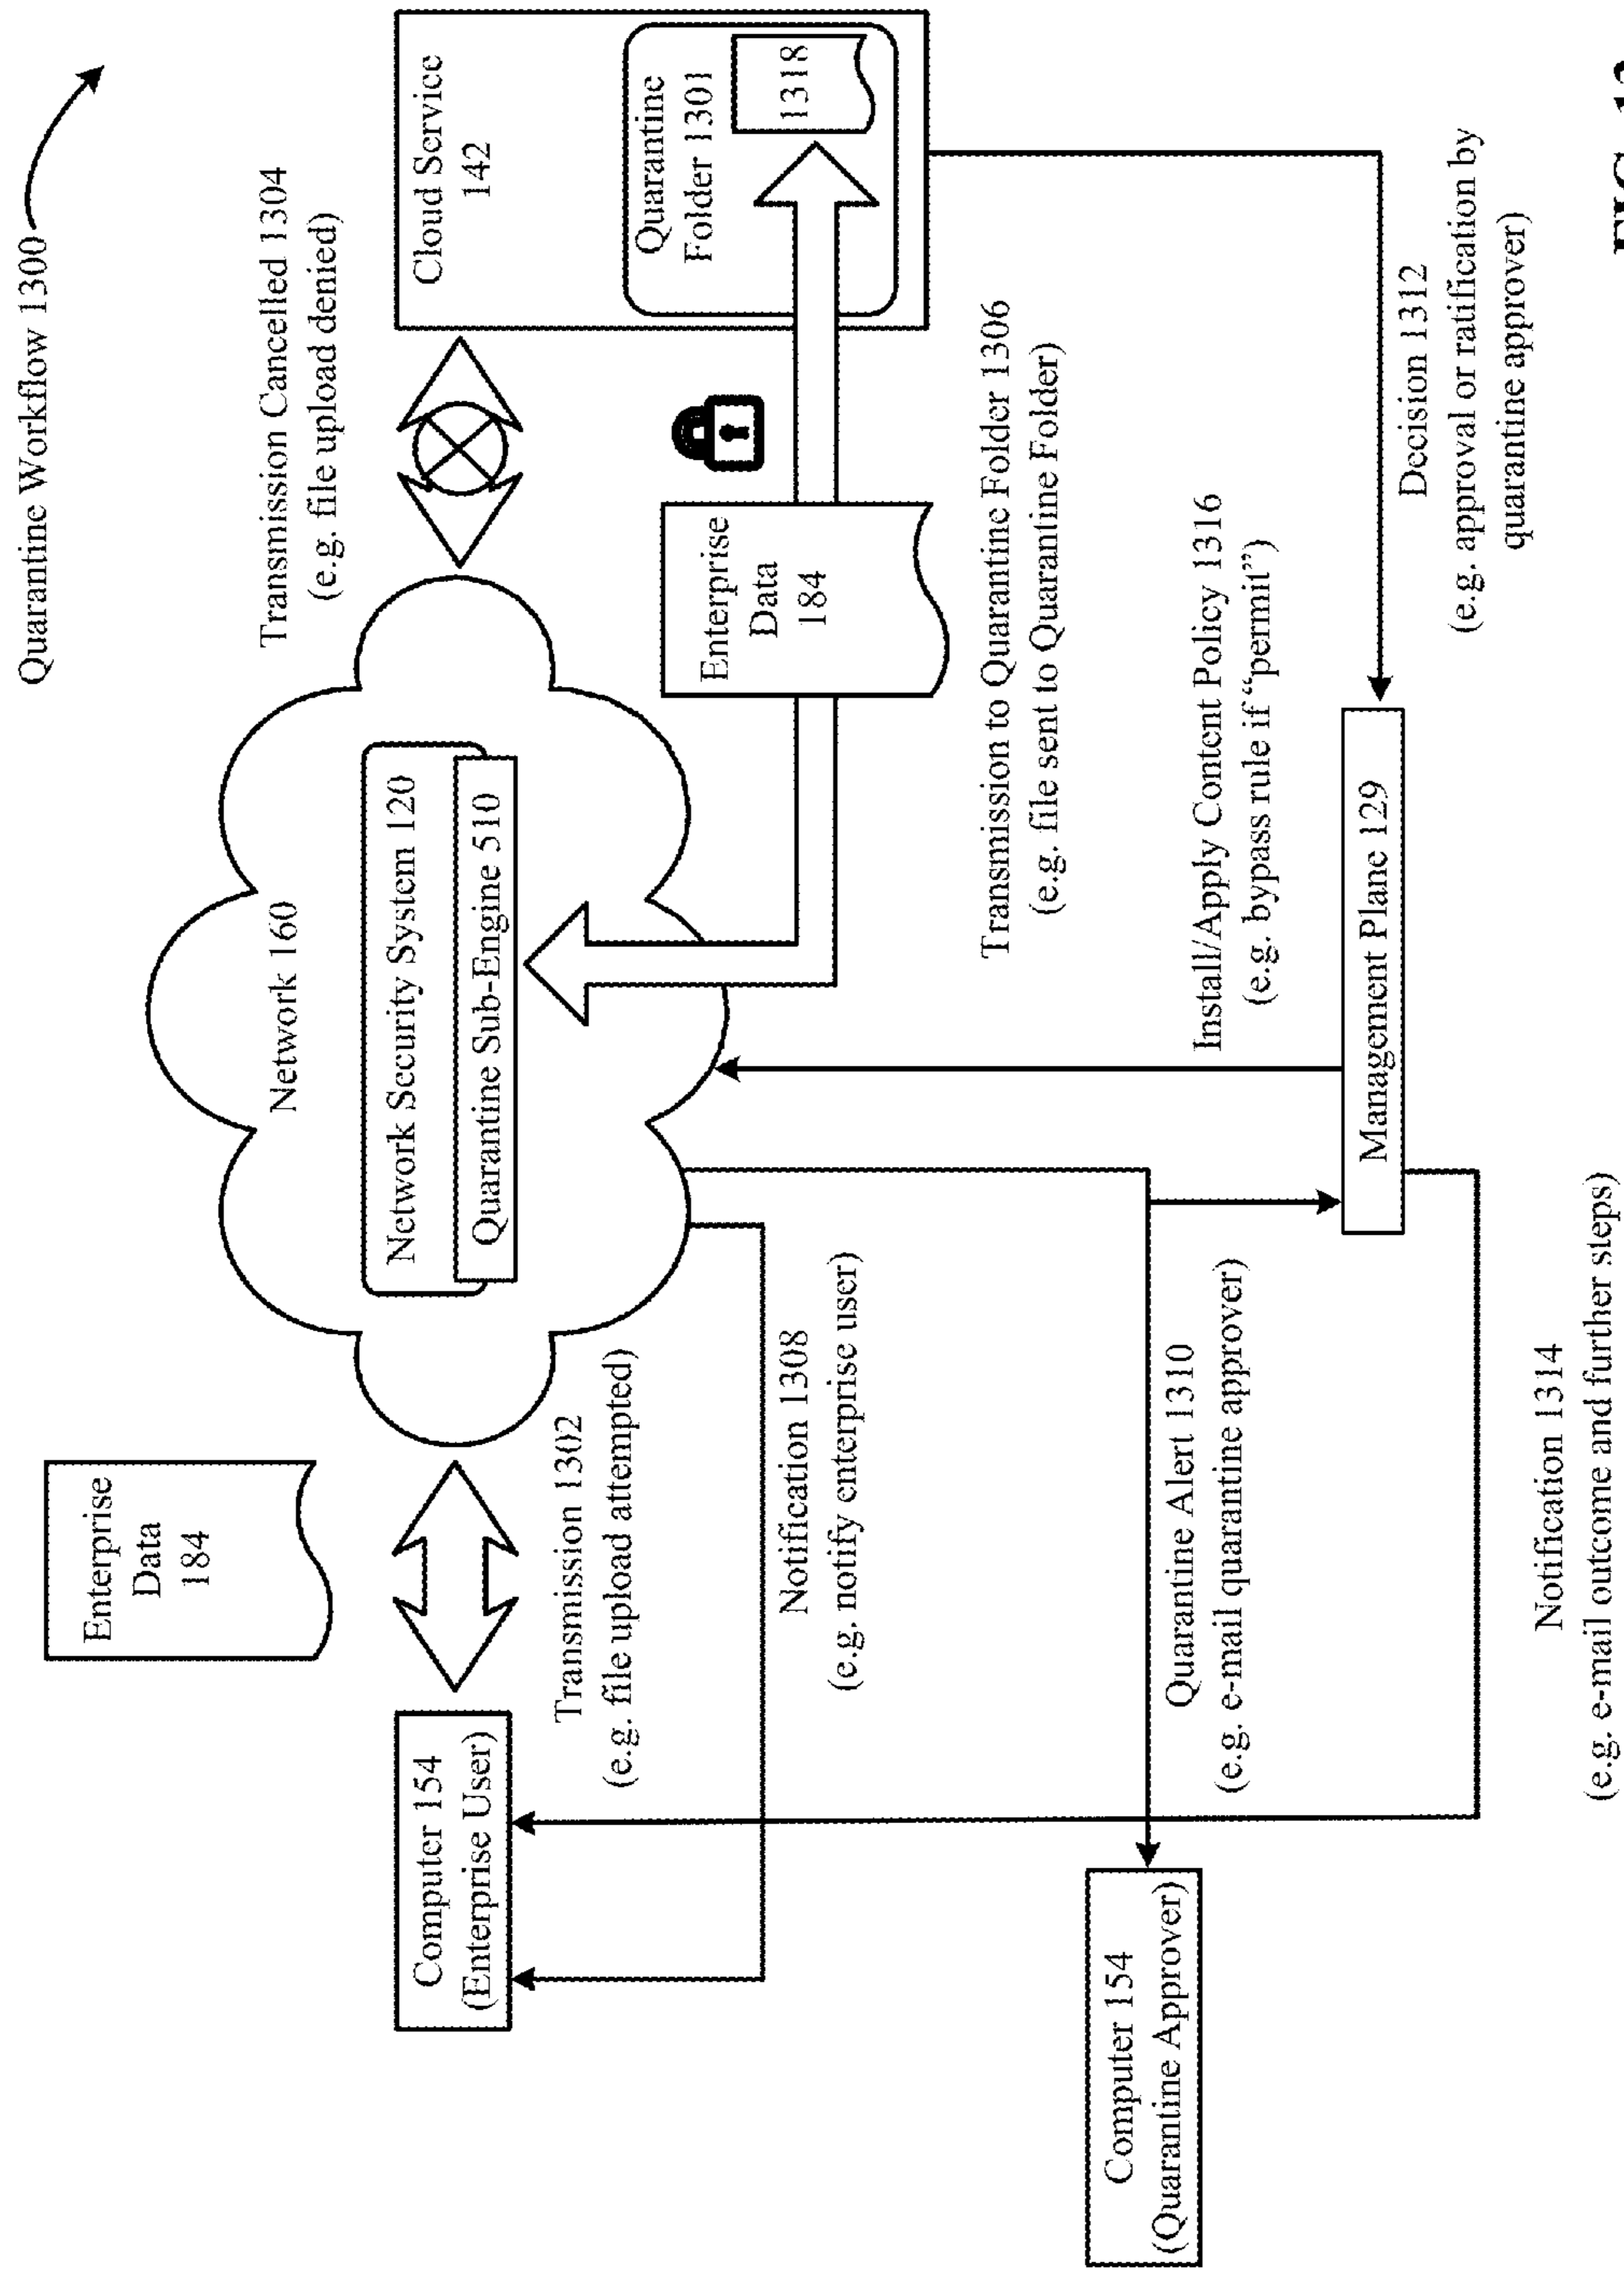 Quarantine Workflow 1300
Enterprise
Data
184
Network 160
Transmission Cancelled 1304
(e.g. file upload denied)
Computer 154
(Enterprise User)
Network Security System 120
Quarantine Sub-Engine 510
Cloud Service
142
Quarantine
Folder 1301
1318
Transmission 1302
(e.g. file upload attempted)
Enterprise
Data
184
Notification 1308
(e.g. notify enterprise user)
Transmission to Quarantine Folder 1306
(e.g. file sent to Quarantine Folder)
Computer 154
(Quarantine Approver)
Quarantine Alert 1310
(e.g. e-mail quarantine approver)
Install/Apply Content Policy 1316
(e.g. bypass rule if “permit”)
Management Plane 129
Decision 1312
(e.g. approval or ratification by
quarantine approver)
Notification 1314
(e.g. e-mail outcome and further steps)